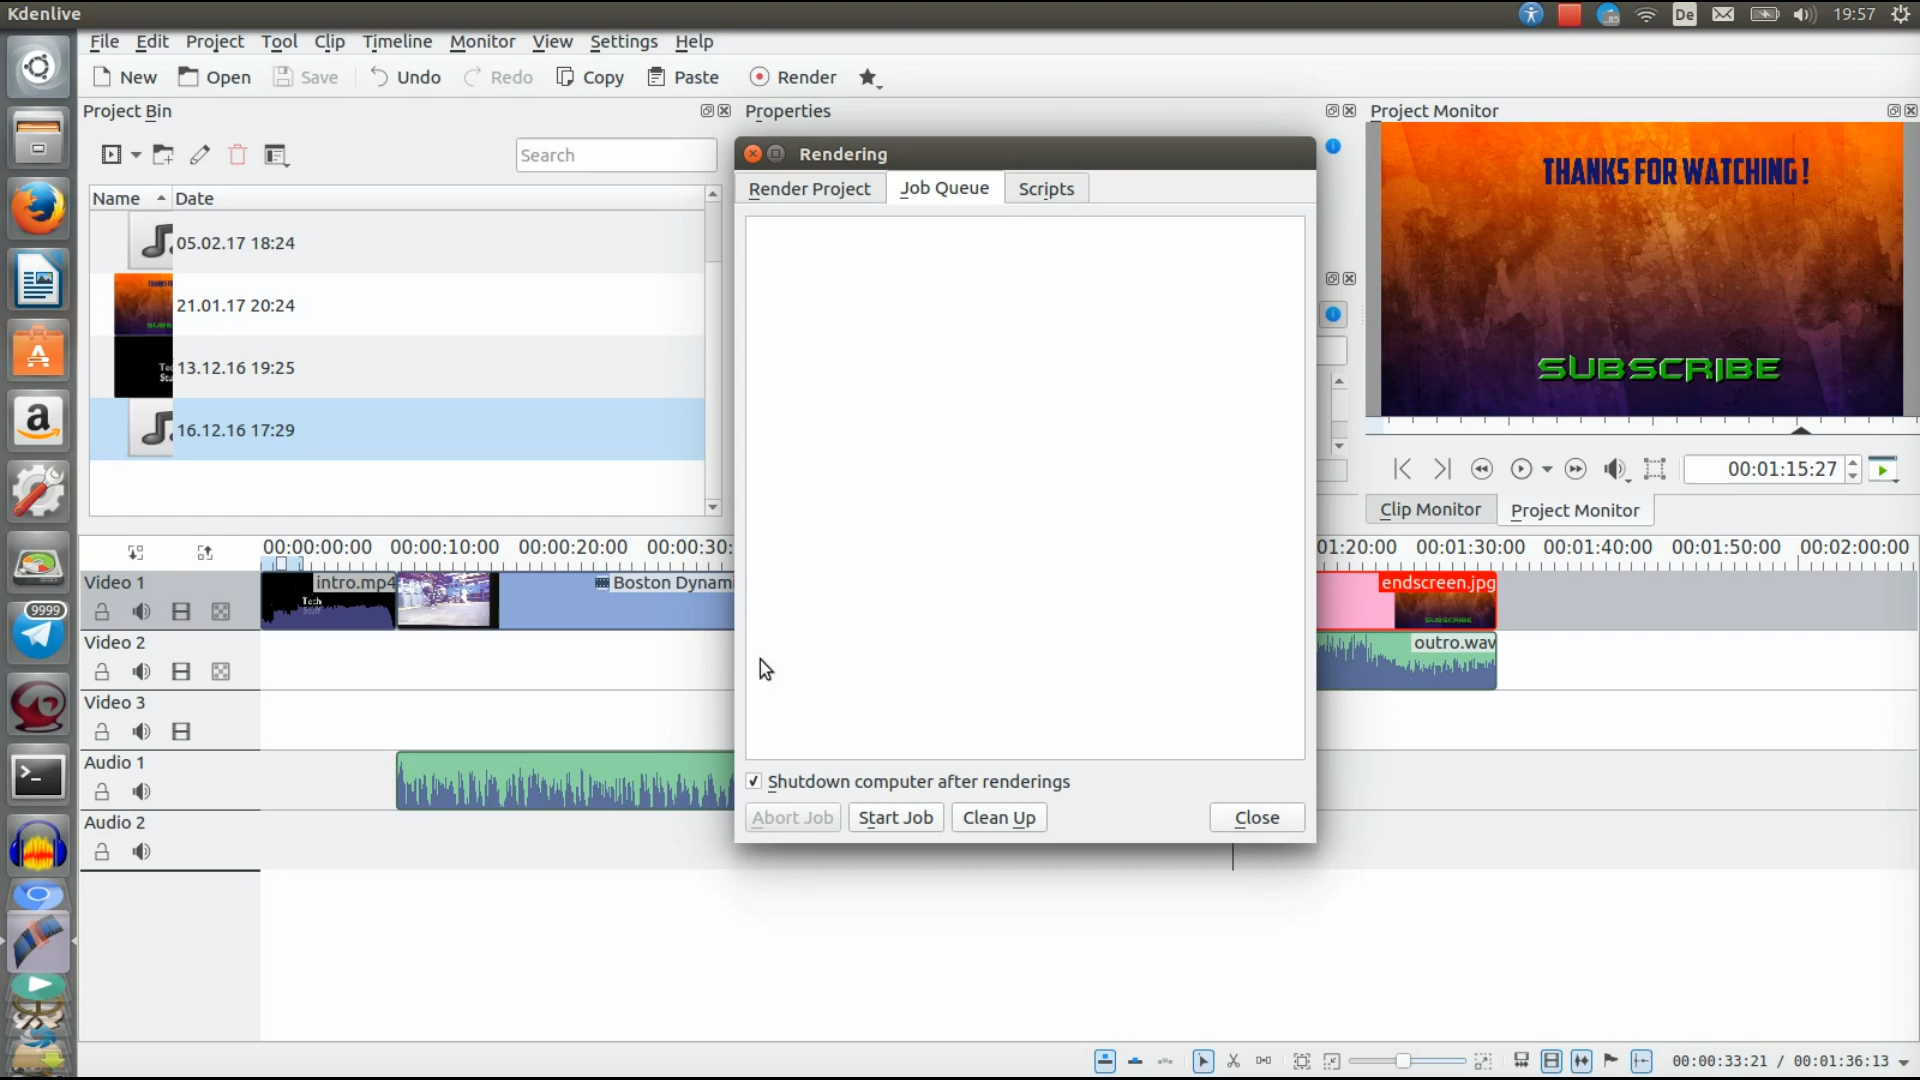 Kdenlive
85
De
19:57
File Edit Project Tool Clip Timeline Monitor View Settings Help
New Open Save Undo Redo Copy Paste Render
Project Bin
Properties
Project Monitor
Search
Name Date
05.02.17 18:24
21.01.17 20:24
13.12.16 19:25
16.12.16 17:29
Rendering
Render Project Job Queue Scripts
Shutdown computer after renderings
Abort Job Start Job Clean Up Close
THANKS FOR WATCHING !
SUBSCRIBE
00:01:15:27
Clip Monitor Project Monitor
00:00:00:00 00:00:10:00 00:00:20:00 00:00:30: 01:20:00 00:01:30:00 00:01:40:00 00:01:50:00 00:02:00:00
Video 1
intro.mp4
Tech
Boston Dynami
endscreen.jpg
SUBSCRIBE
Video 2
outro.wav
Video 3
Audio 1
Audio 2
9999
00:00:33:21 / 00:01:36:13